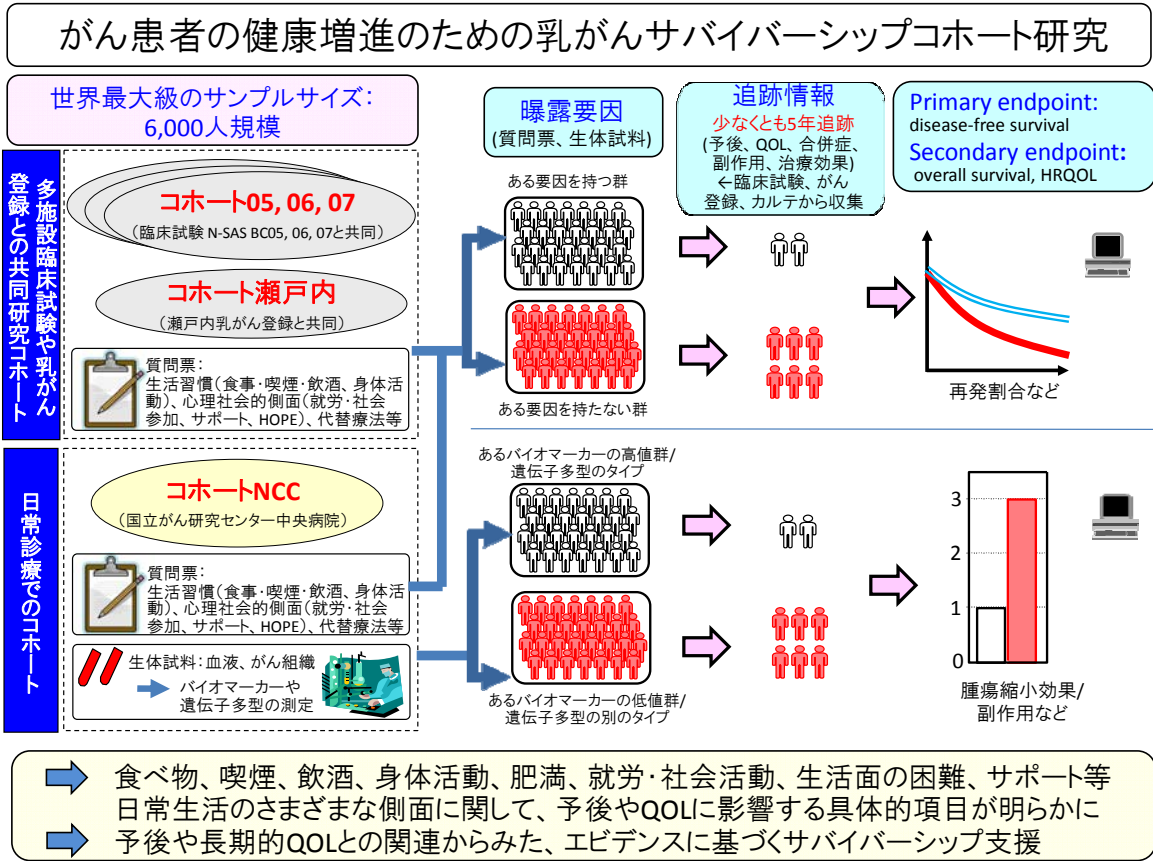 がん患者の健康増進のための乳がんサバイバーシップコホート研究
世界最大級のサンプルサイズ：
6,000人規模
多施設臨床試験や乳がん
登録との共同研究コホート
コホート05, 06, 07
（臨床試験 N-SAS BC05, 06, 07と共同）
コホート瀬戸内
（瀬戸内乳がん登録と共同）
質問票：
生活習慣（食事・喫煙・飲酒、身体活
動）、心理社会的側面（就労・社会
参加、サポート、HOPE）、代替療法等
日常診療でのコホート
コホートNCC
（国立がん研究センター中央病院）
質問票：
生活習慣（食事・喫煙・飲酒、身体活
動）、心理社会的側面（就労・社会
参加、サポート、HOPE）、代替療法等
生体試料：血液、がん組織
バイオマーカーや
遺伝子多型の測定
曝露要因
（質問票、生体試料）
ある要因を持つ群
ある要因を持たない群
あるバイオマーカーの高値群/
遺伝子多型のタイプ
あるバイオマーカーの低値群/
遺伝子多型の別のタイプ
追跡情報
少なくとも5年追跡
（予後、QOL、合併症、
副作用、治療効果）
←臨床試験、がん
登録、カルテから収集
Primary endpoint:
disease-free survival
Secondary endpoint:
overall survival, HRQOL
再発割合など
3
2
1
0
腫瘍縮小効果/
副作用など
食べ物、喫煙、飲酒、身体活動、肥満、就労・社会活動、生活面の困難、サポート等
日常生活のさまざまな側面に関して、予後やQOLに影響する具体的項目が明らかに
予後や長期的QOLとの関連からみた、エビデンスに基づくサバイバーシップ支援